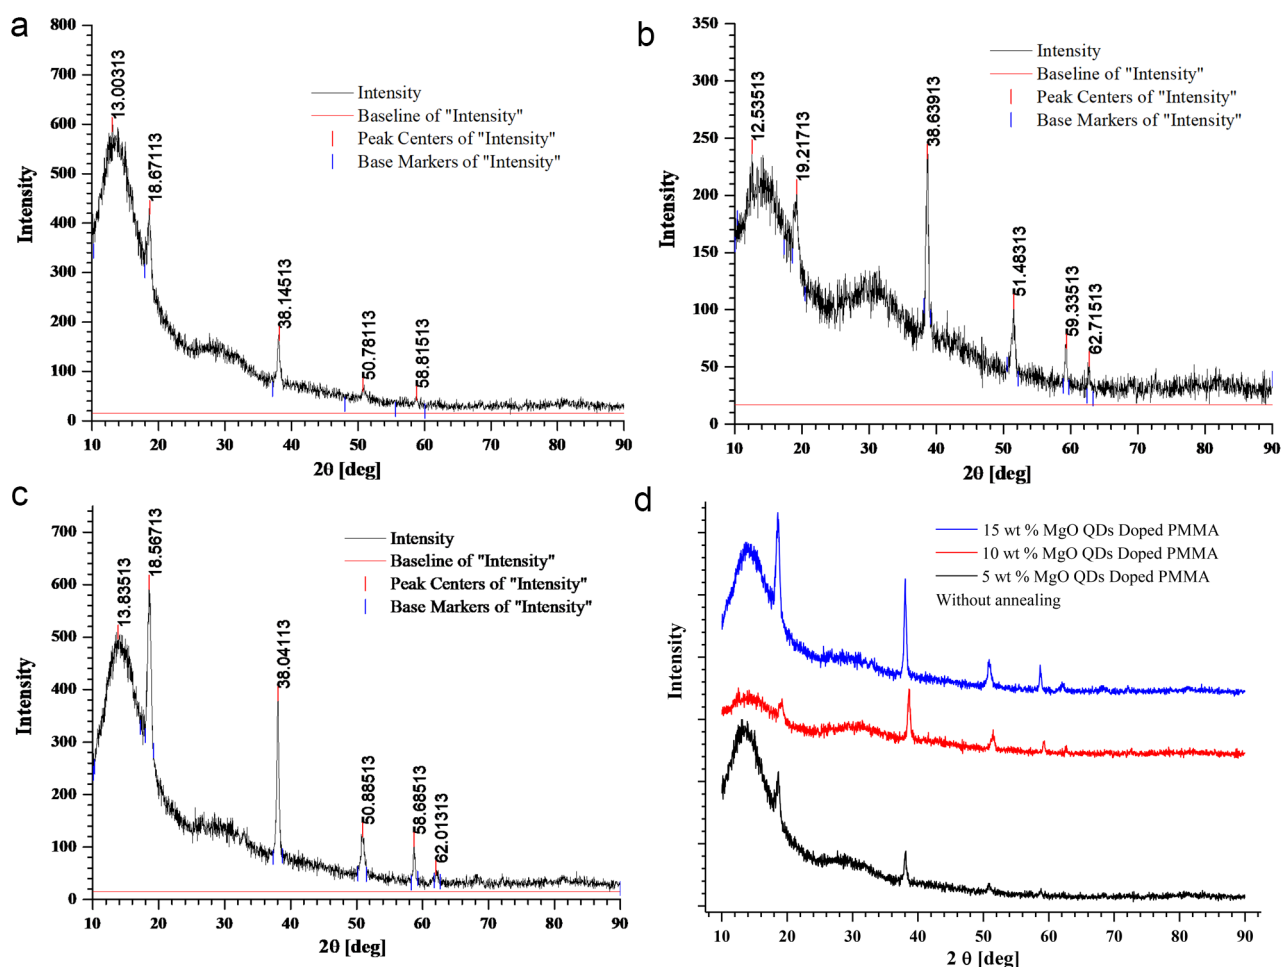 a
800
700
600
500
400
300
200
100
0
Intensity
13.00313
18.67113
38.14513
50.78113
58.81513
Intensity
Baseline of "Intensity"
Peak Centers of "Intensity"
Base Markers of "Intensity"
10 20 30 40 50 60 70 80 90
2θ [deg]
b
350
300
250
200
150
100
50
0
Intensity
12.53513
19.21713
38.63913
51.48313
59.33513
62.71513
Intensity
Baseline of "Intensity"
Peak Centers of "Intensity"
Base Markers of "Intensity"
10 20 30 40 50 60 70 80 90
2θ [deg]
c
700
600
500
400
300
200
100
0
Intensity
13.83513
18.56713
38.04113
50.88513
58.68513
62.01313
Intensity
Baseline of "Intensity"
Peak Centers of "Intensity"
Base Markers of "Intensity"
10 20 30 40 50 60 70 80 90
2θ [deg]
d
Intensity
15 wt % MgO QDs Doped PMMA
10 wt % MgO QDs Doped PMMA
5 wt % MgO QDs Doped PMMA
Without annealing
10 20 30 40 50 60 70 80 90
2 θ [deg]